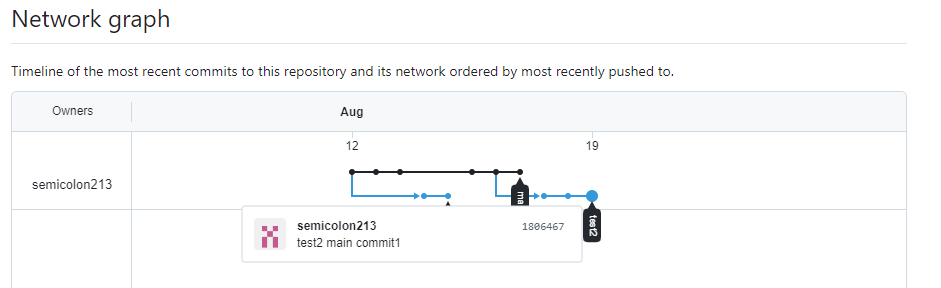 Network graph
Timeline of the most recent commits to this repository and its network ordered by most recently pushed to.
Owners
Aug
12
19
semicolon213
ma
test2
semicolon213
1806467
test2 main commit1